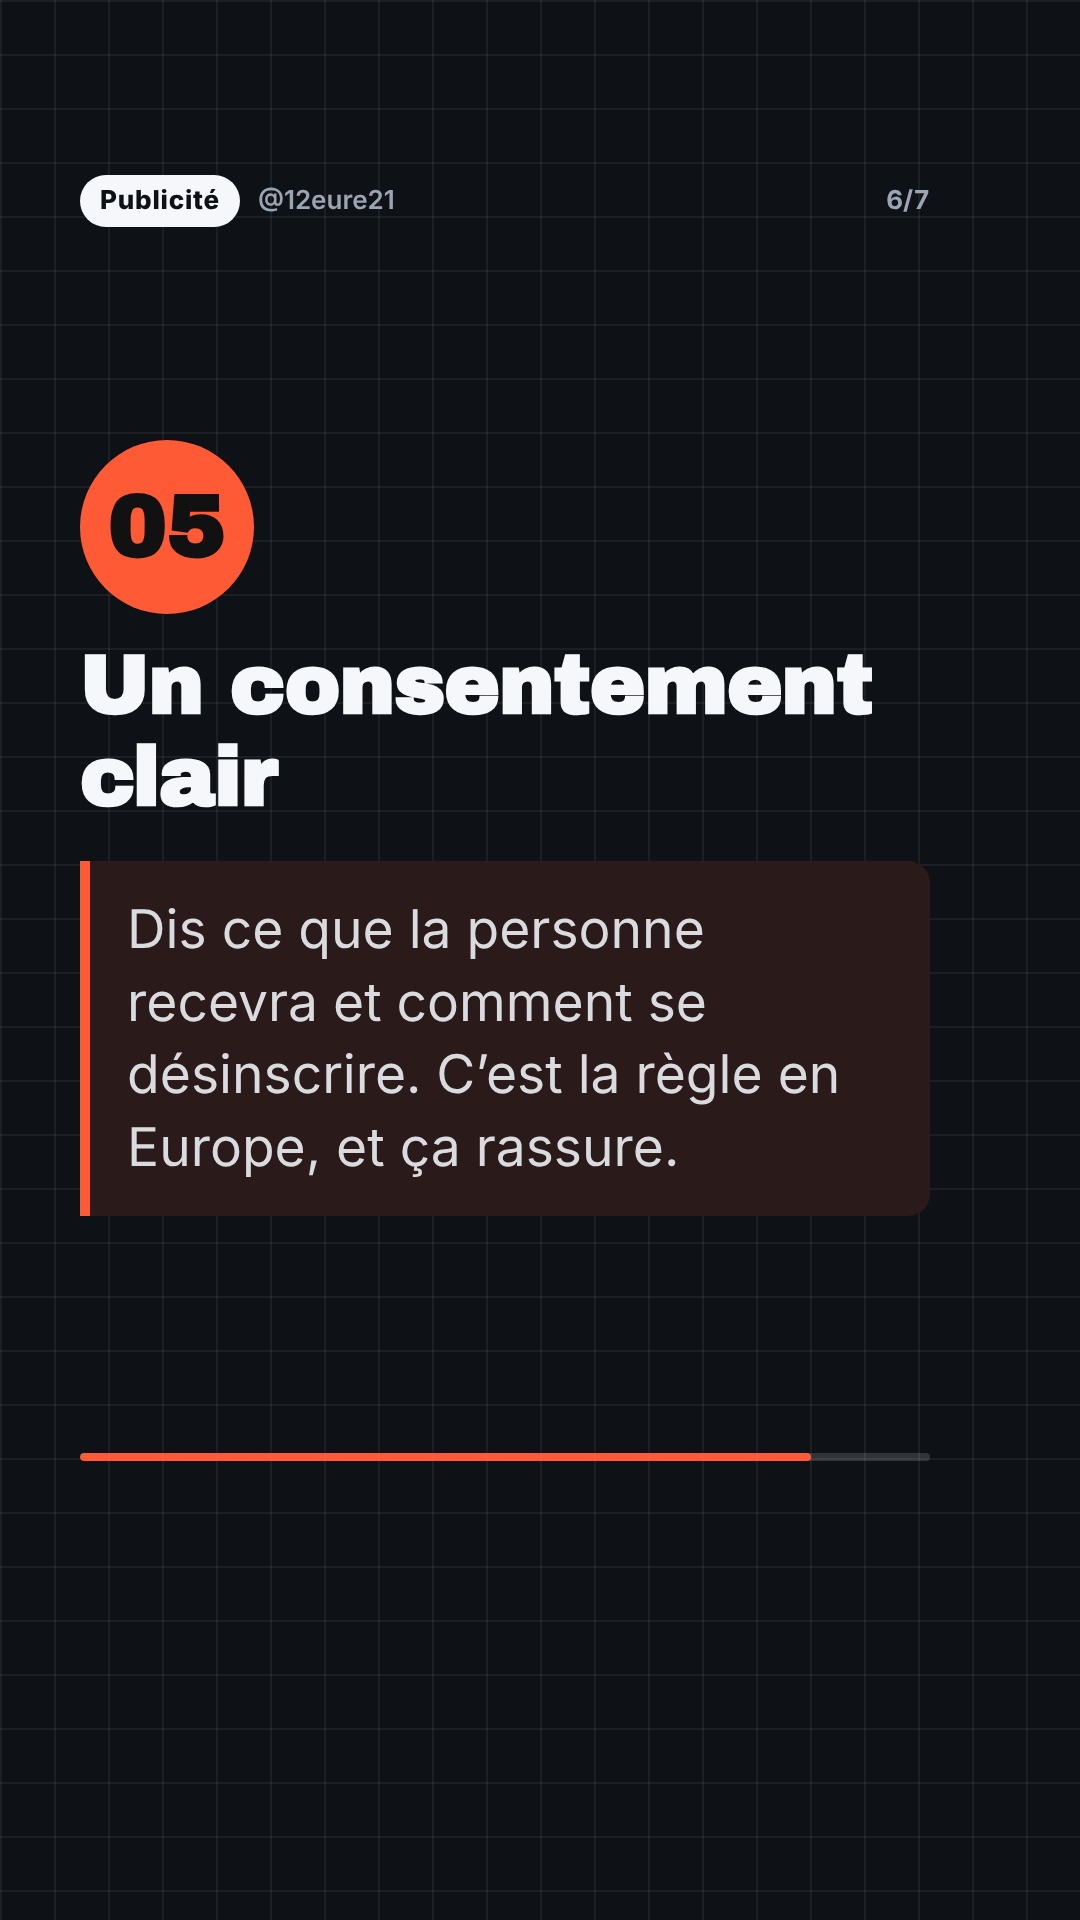 Publicité @12eure21 6/7
05
Un consentement
clair
Dis ce que la personne
recevra et comment se
désinscrire. C’est la règle en
Europe, et ça rassure.